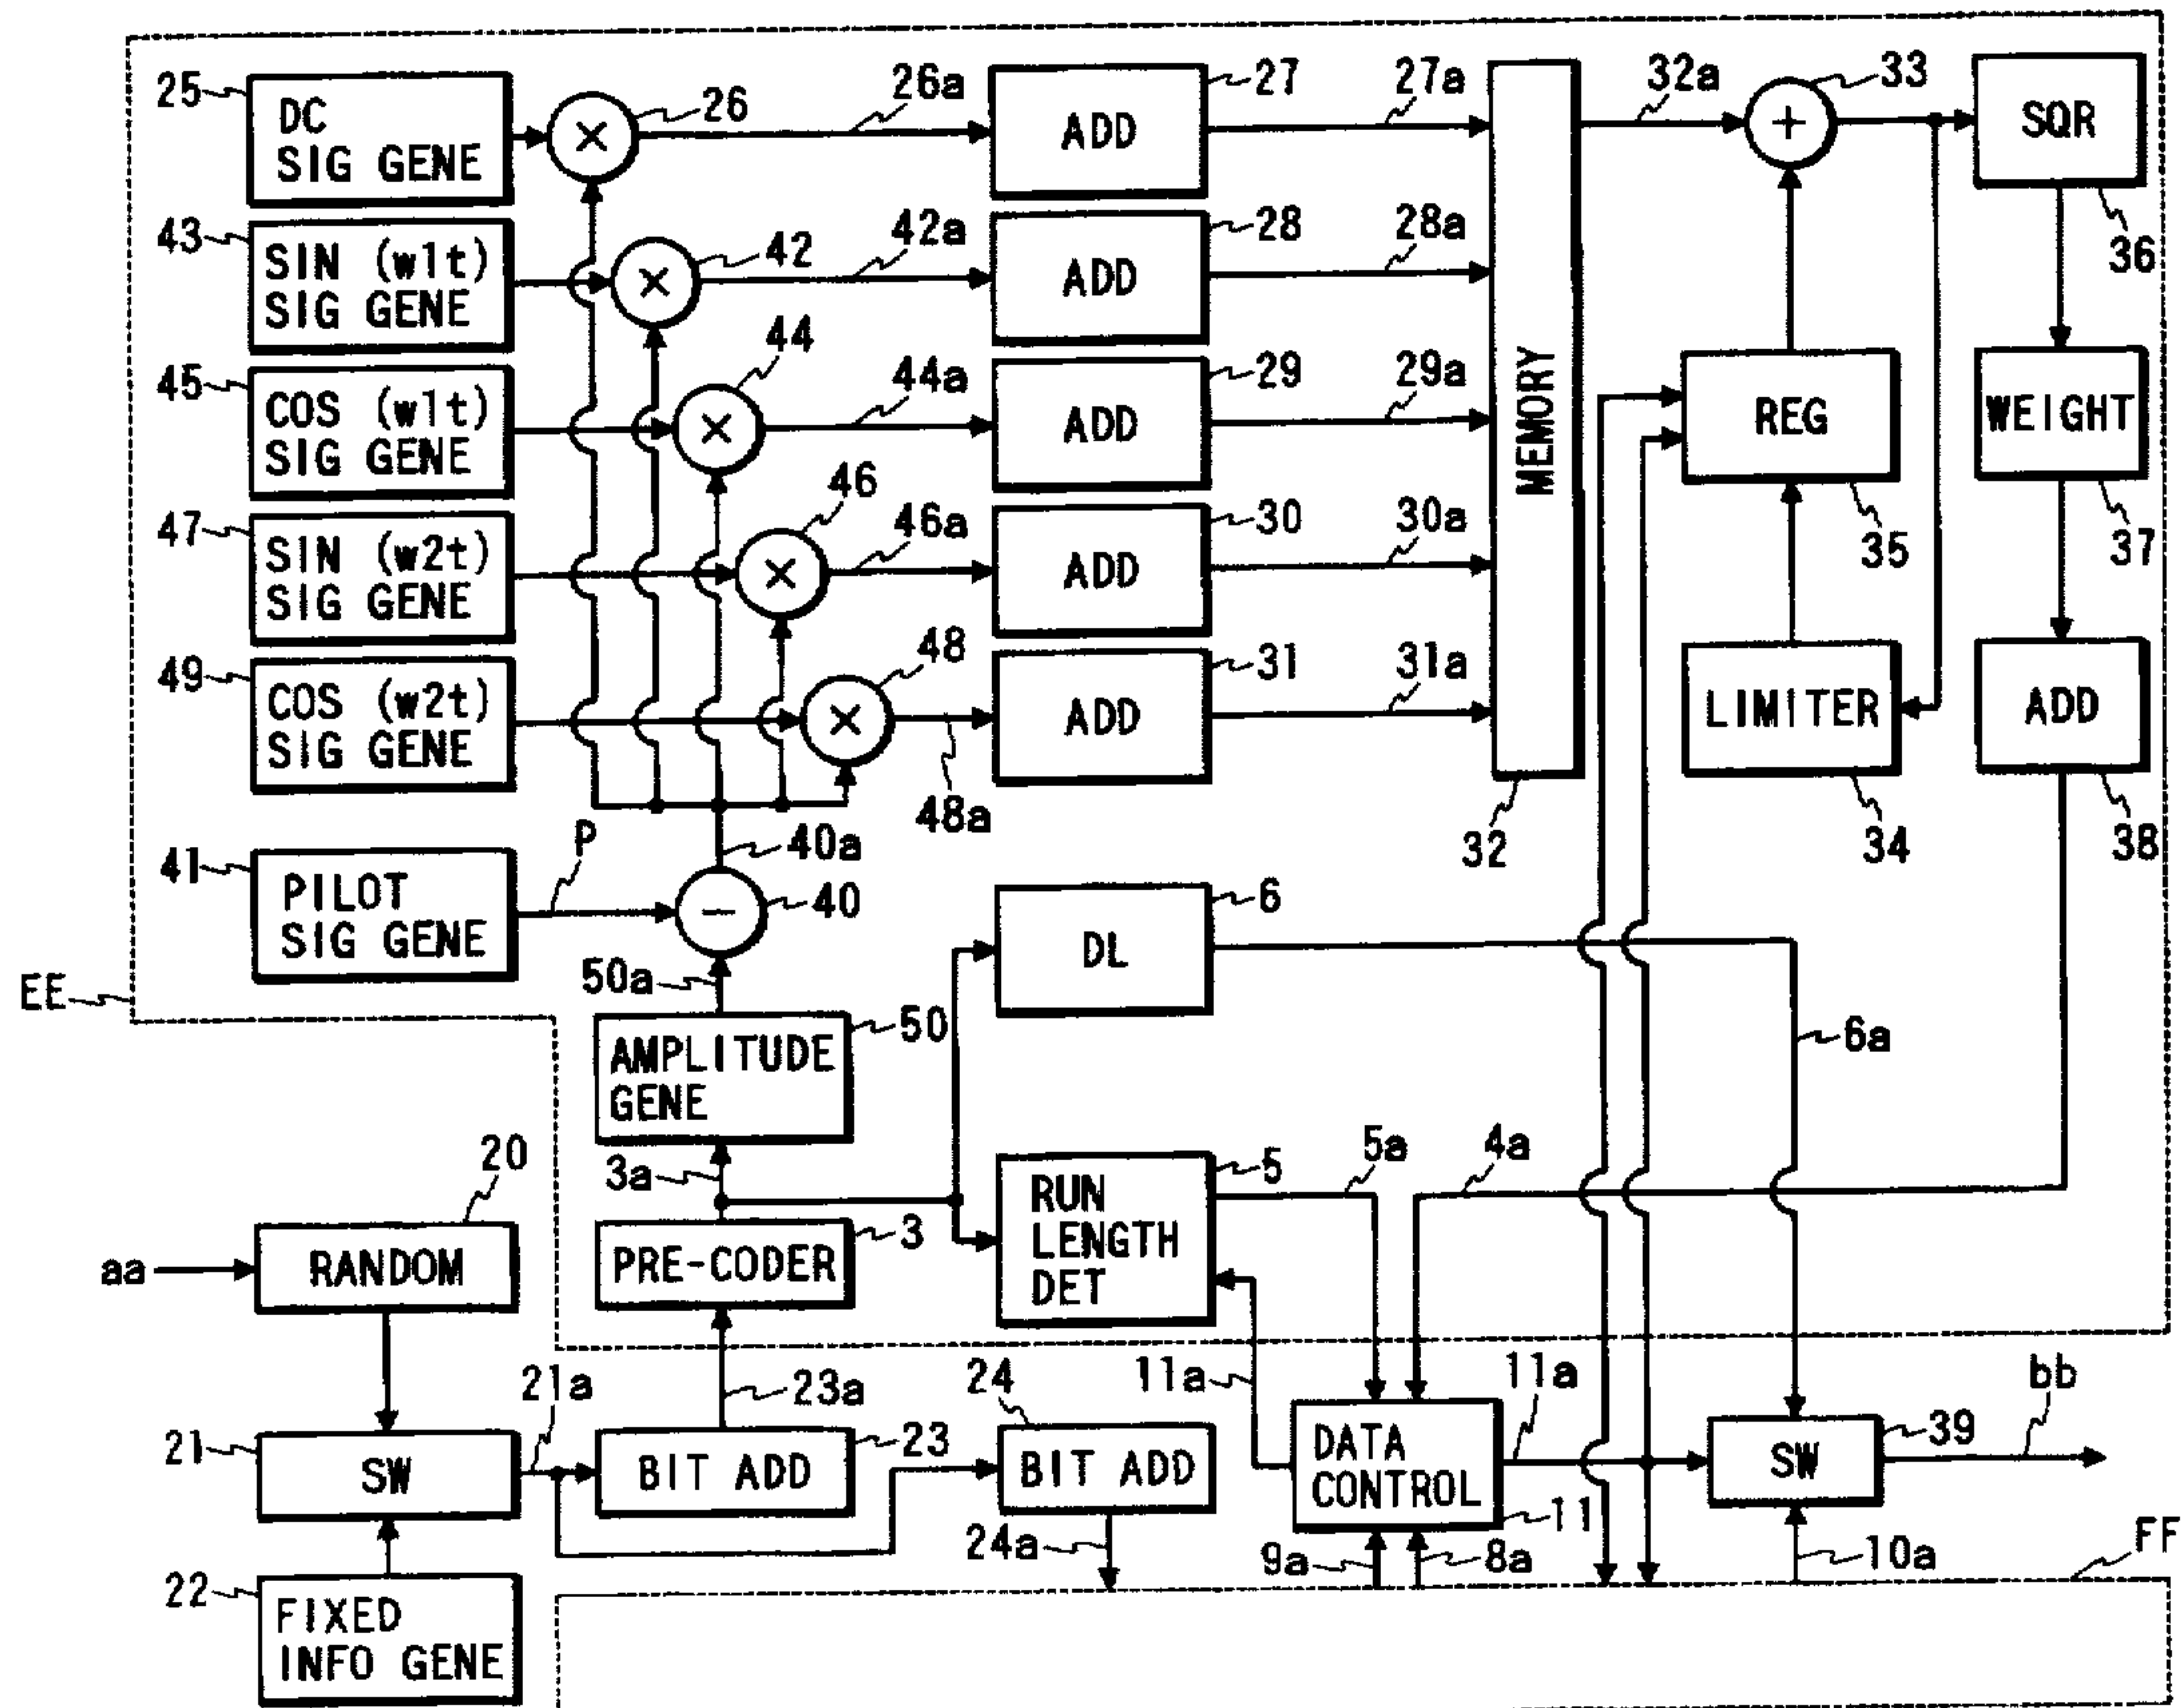 25
DC
SIG GENE
26
26a
ADD
27
27a
32a
33
SQR
36
43
SIN (w1t)
SIG GENE
42
42a
ADD
28
28a
45
COS (w1t)
SIG GENE
44
44a
ADD
29
29a
MEMORY
REG
35
WEIGHT
37
47
SIN (w2t)
SIG GENE
46
46a
ADD
30
30a
49
COS (w2t)
SIG GENE
48
48a
ADD
31
31a
32
LIMITER
34
ADD
38
41
PILOT
SIG GENE
P
40a
40
50a
DL
6
6a
EE
AMPLITUDE
GENE
50
3a
PRE-CODER
3
RUN
LENGTH
DET
5
5a
4a
20
aa
RANDOM
21
SW
21a
23a
BIT ADD
23
24
BIT ADD
24a
11a
DATA
CONTROL
11
11a
9a
8a
SW
39
bb
10a
FF
22
FIXED
INFO GENE